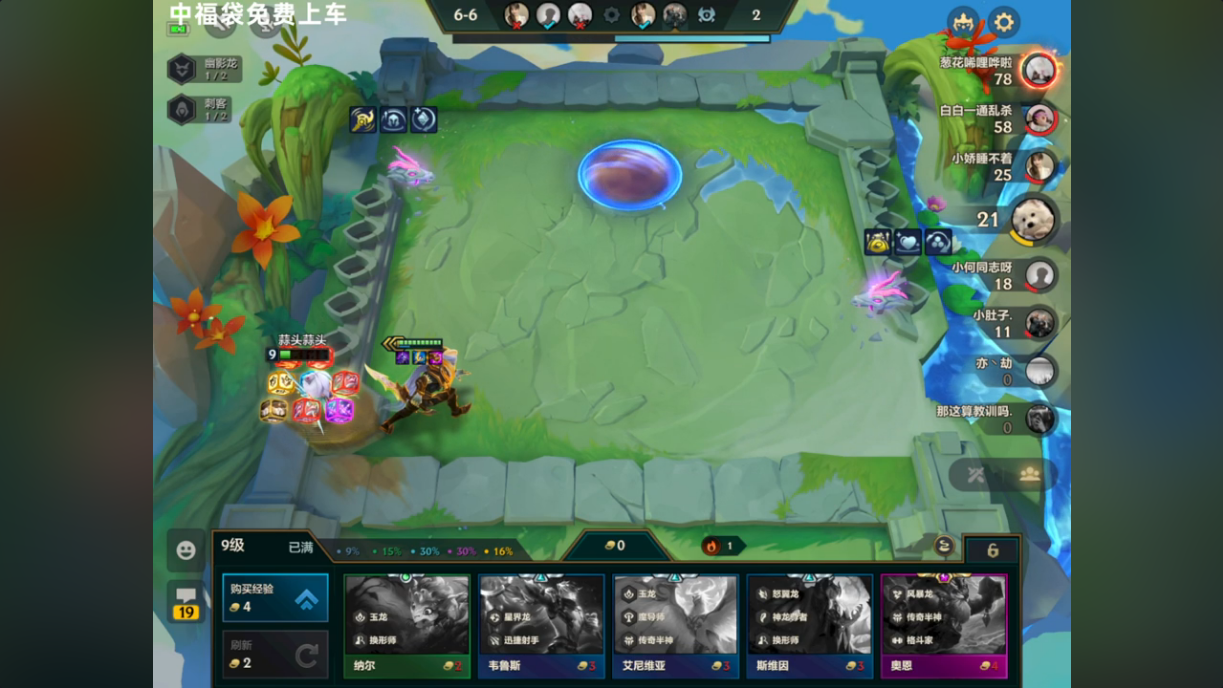 中福袋免费上车
6-6
2
幽影龙
1/2
刺客
1/2
葱花唏哩哗啦
78
白白一通乱杀
58
小娇睡不着
25
21
小何同志呀
18
小肚子.
11
亦丶劫
0
那这算教训吗.
0
蒜头蒜头
9
9级
已满
9%
15%
30%
30%
16%
0
1
6
19
购买经验
4
刷新
2
玉龙
换形师
纳尔
2
星界龙
迅捷射手
韦鲁斯
3
玉龙
魔导师
传奇半神
艾尼维亚
3
怒翼龙
神龙尊者
换形师
斯维因
3
风暴龙
传奇半神
格斗家
奥恩
4